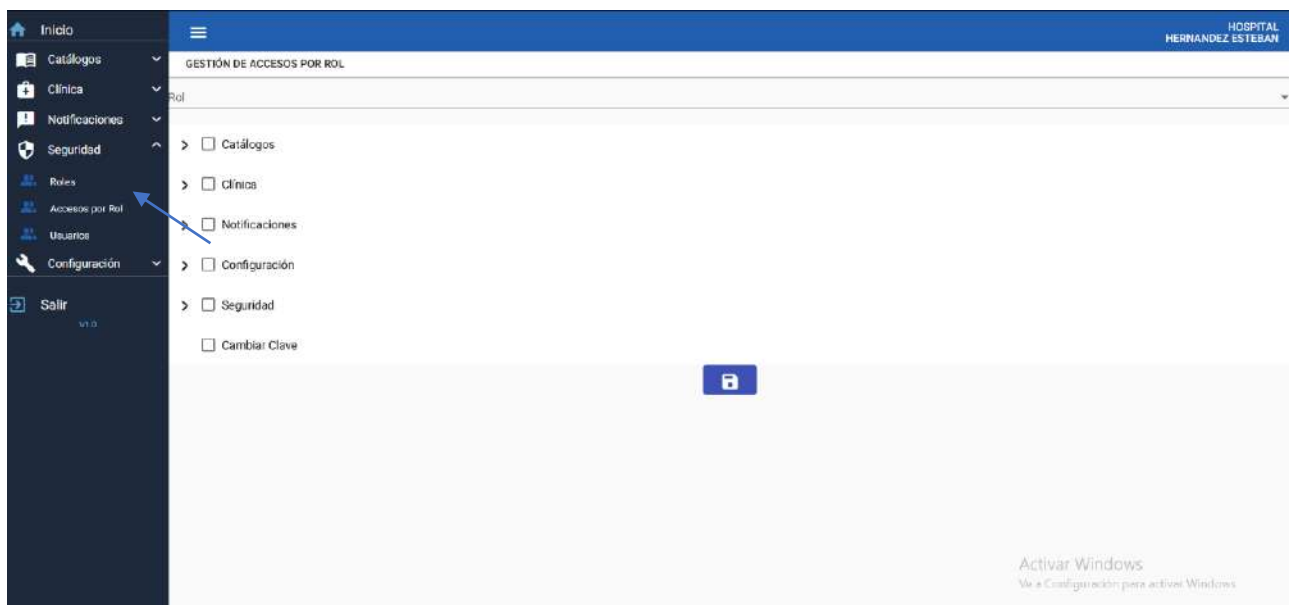 Inicio
Catálogos
Clínica
Notificaciones
Seguridad
Roles
Accesos por Rol
Usuarios
Configuración
Salir
v1.0
HOSPITAL
HERNANDEZ ESTEBAN
GESTIÓN DE ACCESOS POR ROL
Rol
Catálogos
Clínica
Notificaciones
Configuración
Seguridad
Cambiar Clave
Activar Windows
Ve a Configuración para activar Windows.